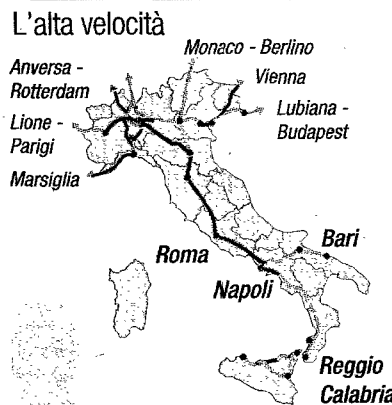 L'alta velocità
Monaco - Berlino
Anversa -
Rotterdam
Vienna
Lubiana -
Budapest
Lione -
Parigi
Marsiglia
Roma
Bari
Napoli
Reggio
Calabria